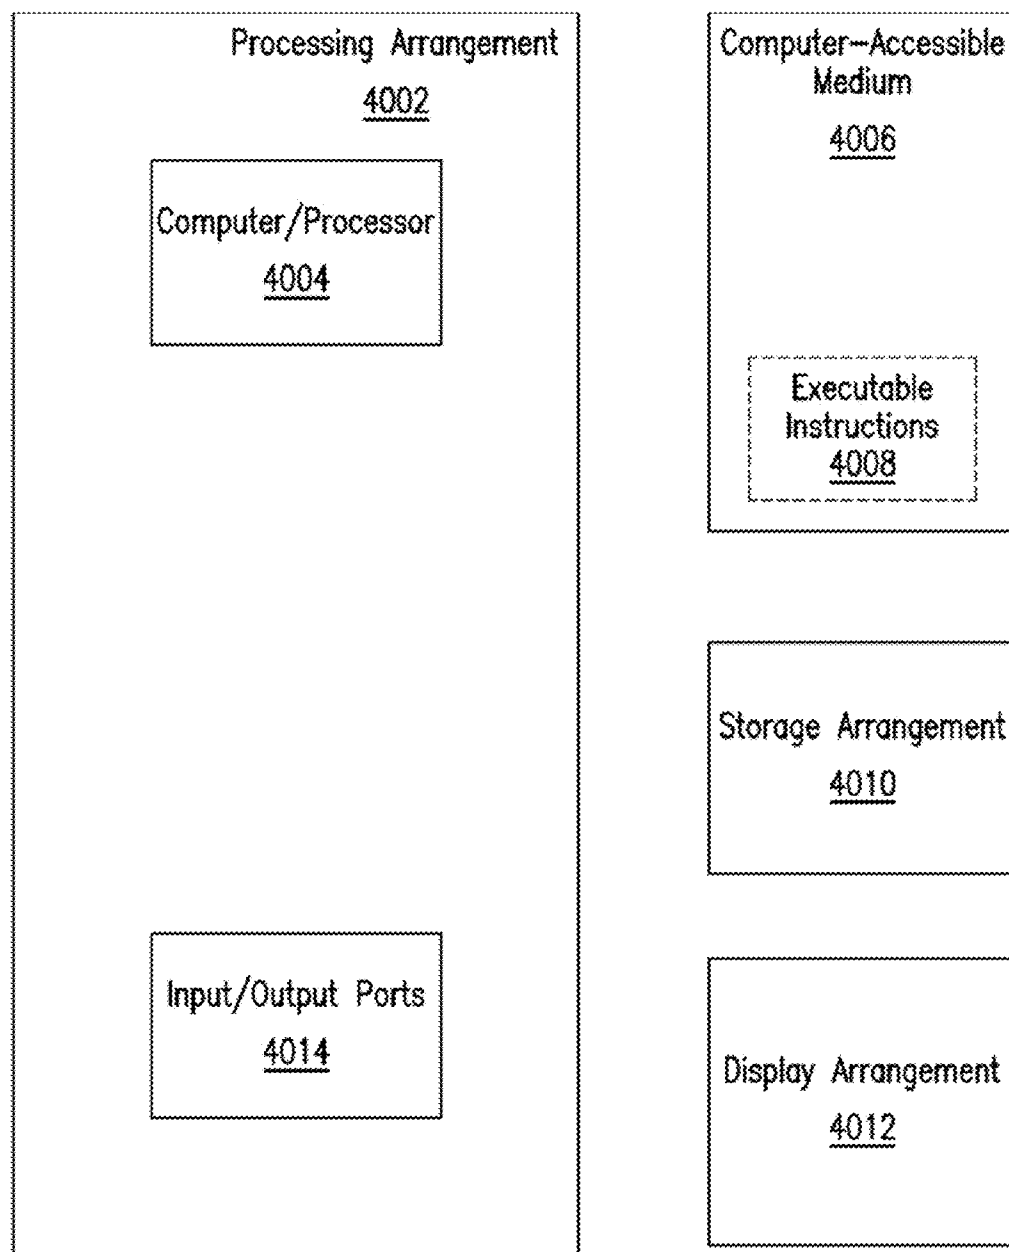 Processing Arrangement
4002
Computer/Processor
4004
Input/Output Ports
4014
Computer-Accessible
Medium
4006
Executable
Instructions
4008
Storage Arrangement
4010
Display Arrangement
4012